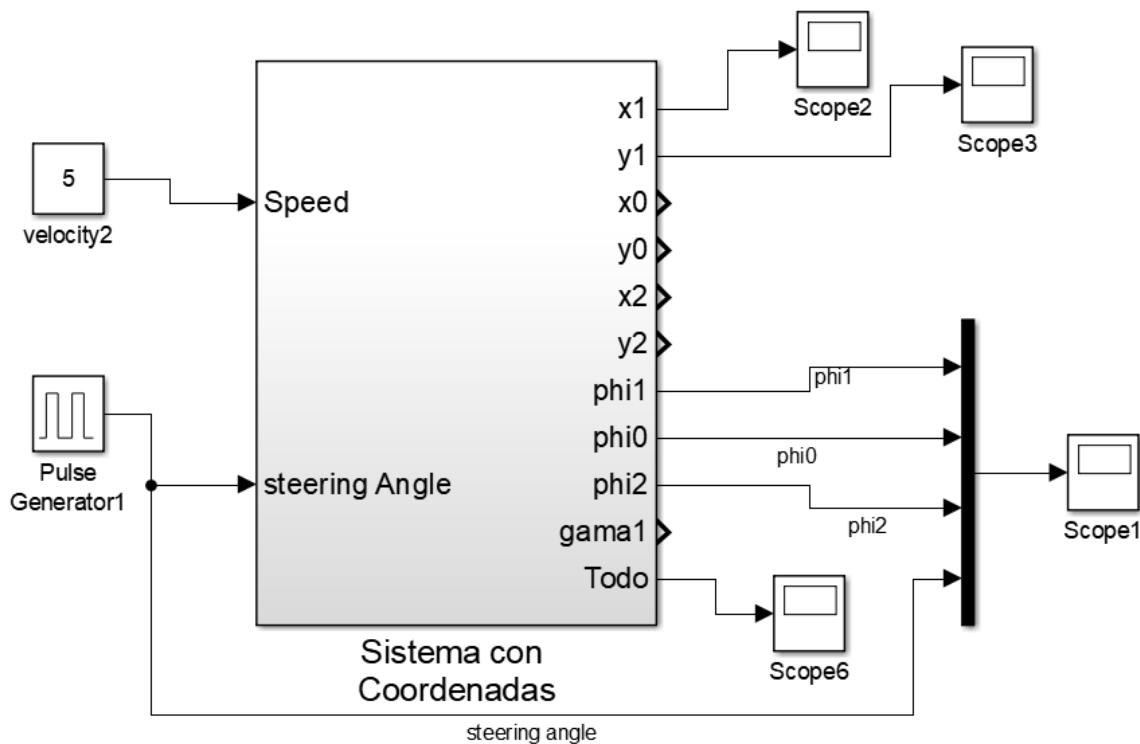 Scope2
Scope3
5
velocity2
Speed
x1
y1
x0
y0
x2
y2
phi1
phi0
phi2
gama1
Todo
Pulse
Generator1
steering Angle
phi1
phi0
phi2
Scope1
Scope6
Sistema con
Coordenadas
steering angle